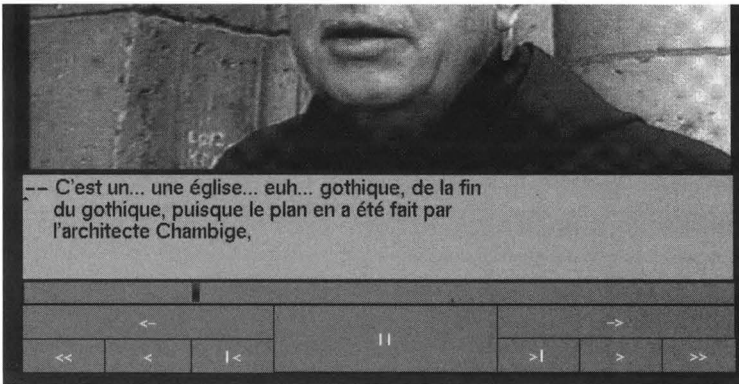 -- C'est un... une église... euh... gothique, de la fin
du gothique, puisque le plan en a été fait par
l'architecte Chambige,
<- || ->
<< < |< >| > >>